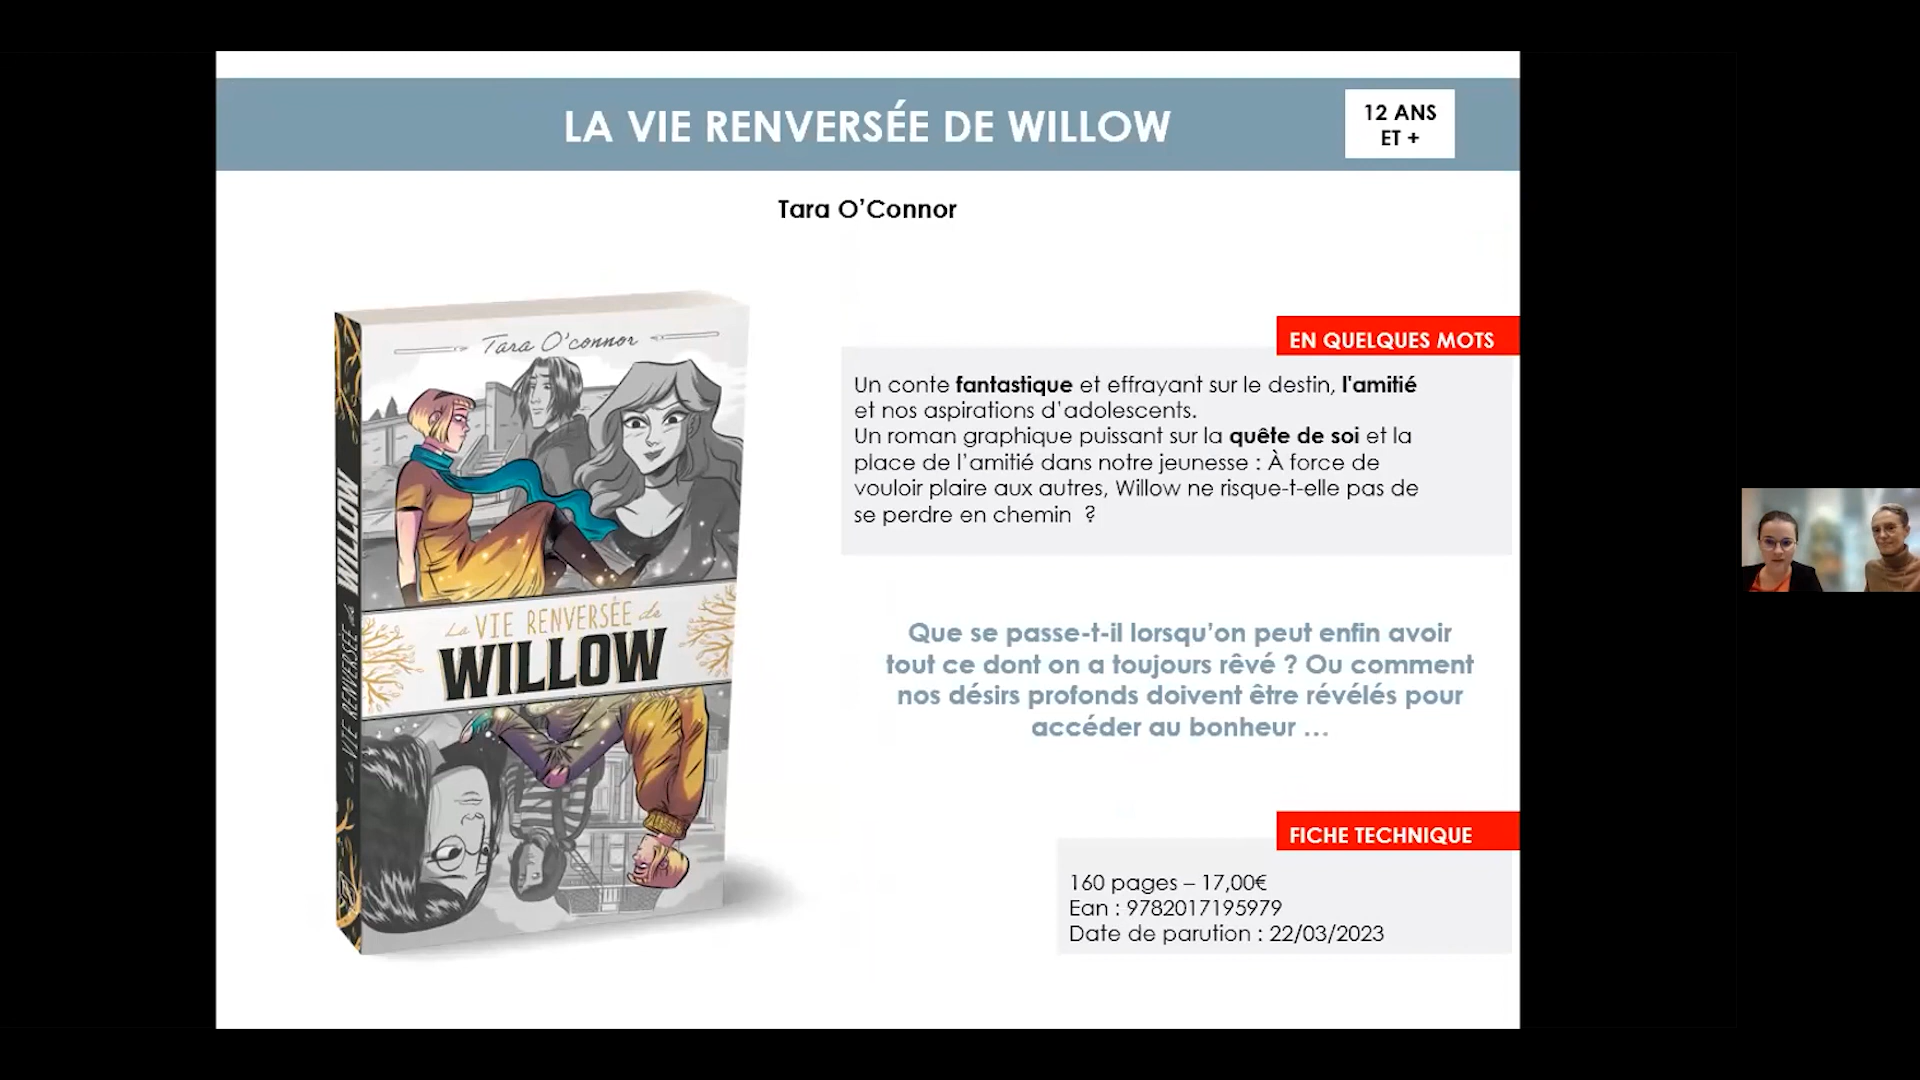 LA VIE RENVERSÉE DE WILLOW
12 ANS
ET +
Tara O’Connor
Tara O'connor
La VIE RENVERSÉE de
WILLOW
La VIE RENVERSÉE de WILLOW
EN QUELQUES MOTS
Un conte fantastique et effrayant sur le destin, l'amitié
et nos aspirations d’adolescents.
Un roman graphique puissant sur la quête de soi et la
place de l’amitié dans notre jeunesse : À force de
vouloir plaire aux autres, Willow ne risque-t-elle pas de
se perdre en chemin  ?
Que se passe-t-il lorsqu’on peut enfin avoir
tout ce dont on a toujours rêvé ? Ou comment
nos désirs profonds doivent être révélés pour
accéder au bonheur …
FICHE TECHNIQUE
160 pages – 17,00€
Ean : 9782017195979
Date de parution : 22/03/2023